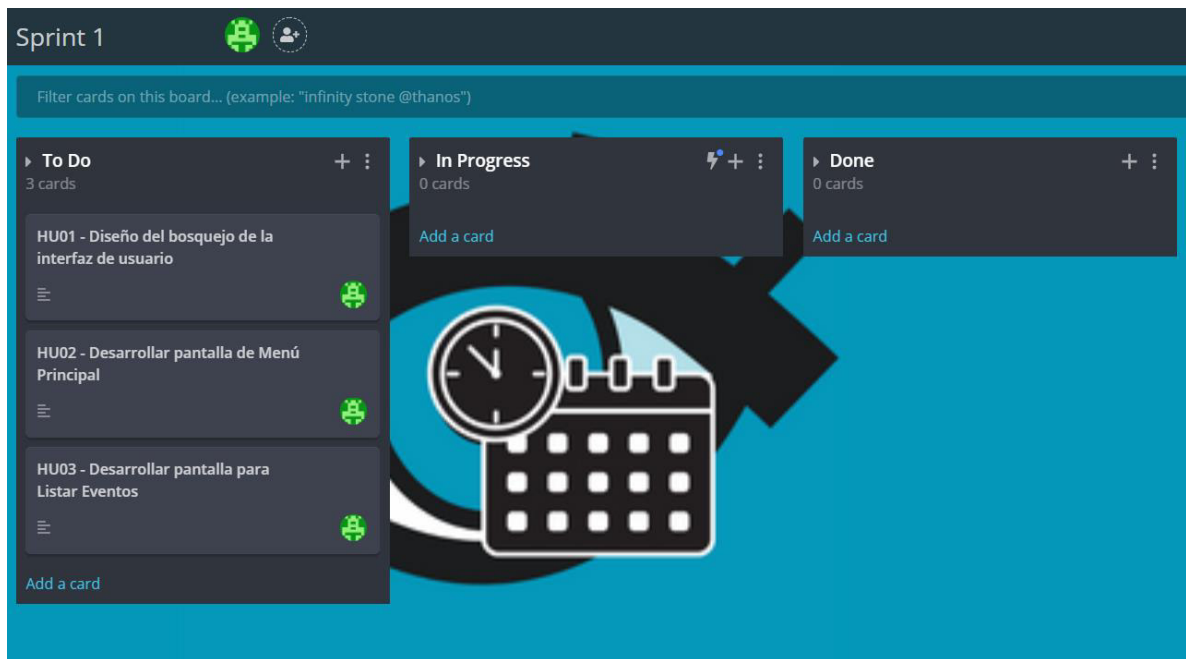 Sprint 1
Filter cards on this board... (example: "infinity stone @thanos")
To Do
3 cards
HU01 - Diseño del bosquejo de la
interfaz de usuario
HU02 - Desarrollar pantalla de Menú
Principal
HU03 - Desarrollar pantalla para
Listar Eventos
Add a card
In Progress
0 cards
Add a card
Done
0 cards
Add a card